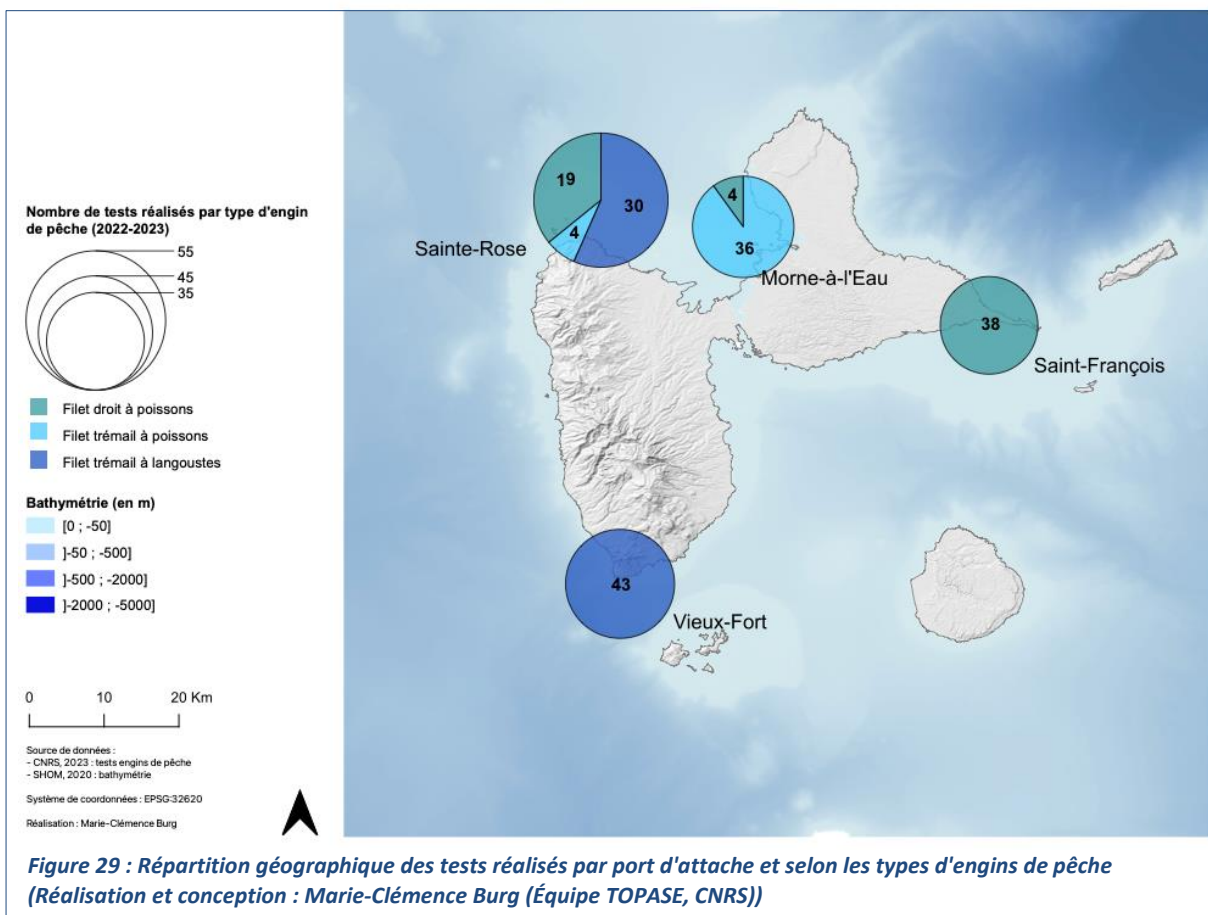 Nombre de tests réalisés par type d'engin
de pêche (2022-2023)
55
45
35
Filet droit à poissons
Filet trémail à poissons
Filet trémail à langoustes
Bathymétrie (en m)
[0 ; -50]
]-50 ; -500]
]-500 ; -2000]
]-2000 ; -5000]
0 10 20 Km
Source de données :
- CNRS, 2023 : tests engins de pêche
- SHOM, 2020 : bathymétrie
Système de coordonnées : EPSG:32620
Réalisation : Marie-Clémence Burg
19
30
4
Sainte-Rose
4
36
Morne-à-l'Eau
38
Saint-François
43
Vieux-Fort
Figure 29 : Répartition géographique des tests réalisés par port d'attache et selon les types d'engins de pêche
(Réalisation et conception : Marie-Clémence Burg (Équipe TOPASE, CNRS))